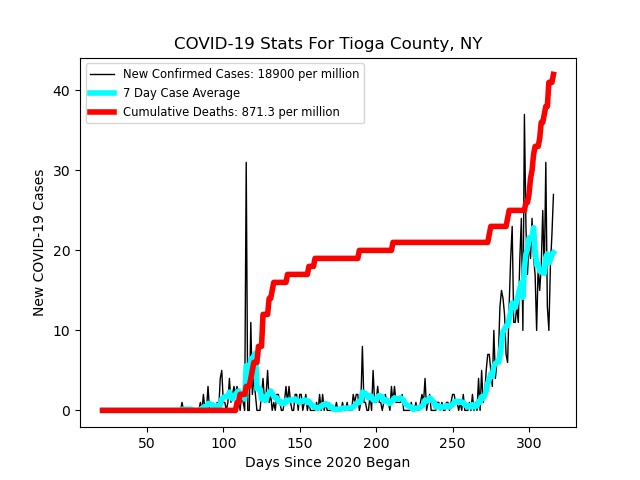 COVID-19 Stats For Tioga County, NY
New Confirmed Cases: 18900 per million
7 Day Case Average
Cumulative Deaths: 871.3 per million
New COVID-19 Cases
40
30
20
10
0
50
100
150
200
250
300
Days Since 2020 Began